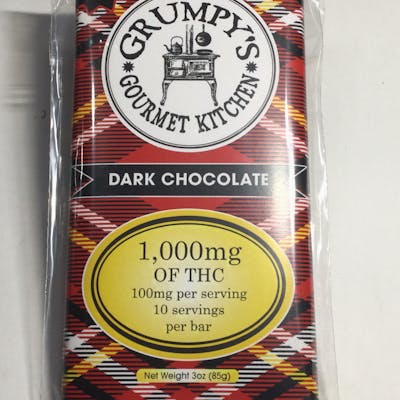 GRUMPY'S
GOURMET KITCHEN
DARK CHOCOLATE
1,000mg
OF THC
100mg per serving
10 servings
per bar
Net Weight 3oz (85g)